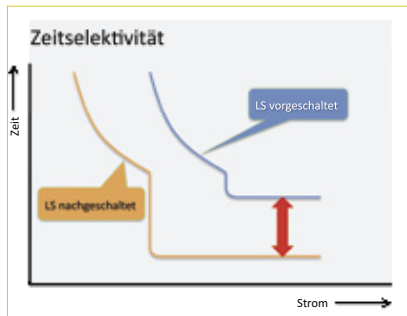 Zeitselektivität
Zeit
LS vorgeschaltet
LS nachgeschaltet
Strom